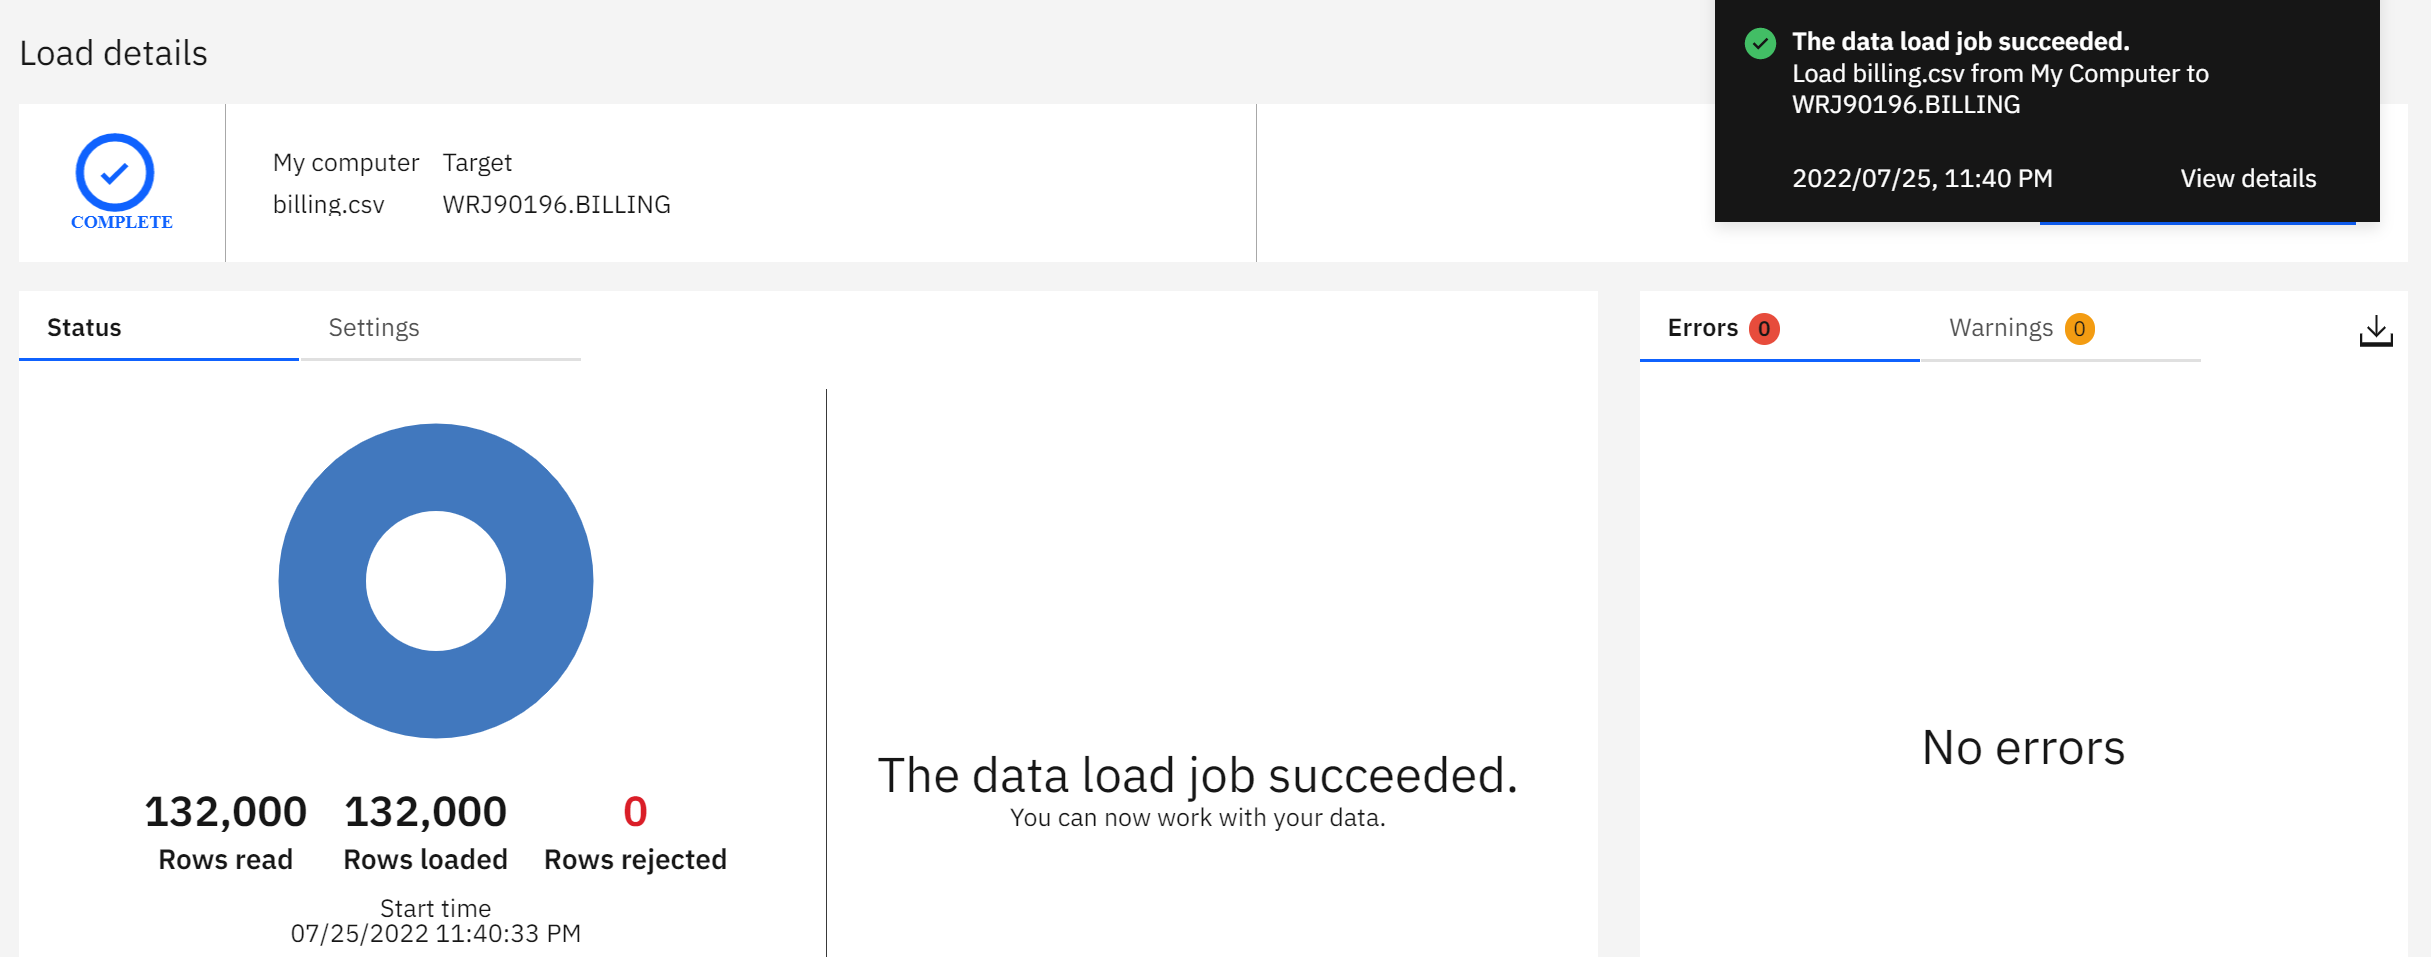 Load details
The data load job succeeded.
Load billing.csv from My Computer to
WRJ90196.BILLING
2022/07/25, 11:40 PM View details
COMPLETE
My computer Target
billing.csv WRJ90196.BILLING
Status Settings
Errors 0 Warnings 0
132,000 132,000 0
Rows read Rows loaded Rows rejected
Start time
07/25/2022 11:40:33 PM
The data load job succeeded.
You can now work with your data.
No errors